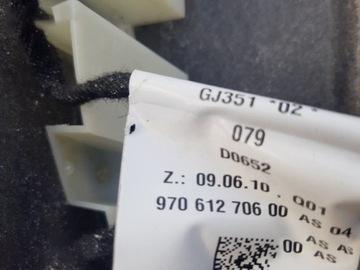 GJ351 *02*
079
D0652
Z.: 09.06.10 Q01
970 612 706 00 AS 04
00 AS
AS